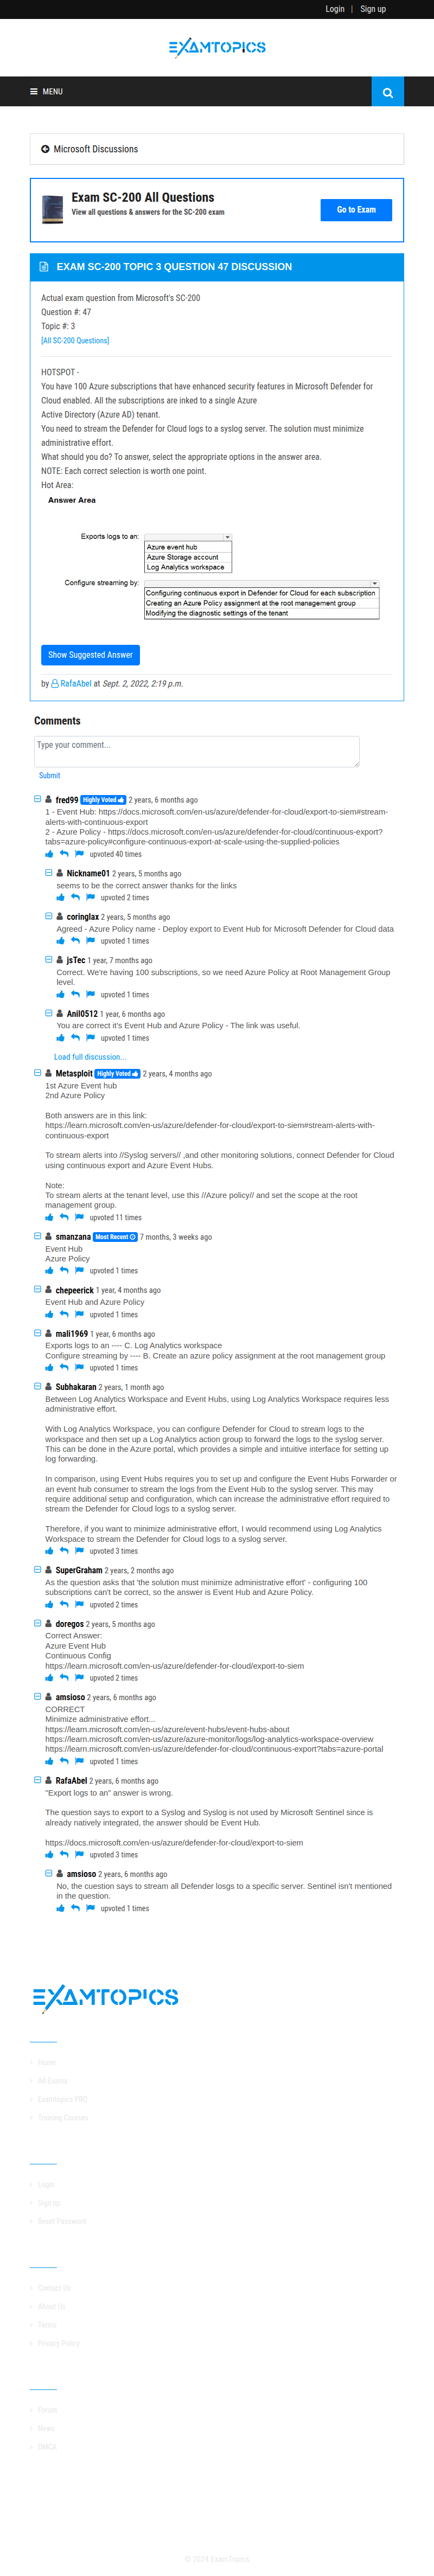 Login | Sign up
EXAMTOPICS
MENU
Microsoft Discussions
Exam SC-200 All Questions
View all questions & answers for the SC-200 exam
Go to Exam
EXAM SC-200 TOPIC 3 QUESTION 47 DISCUSSION
Actual exam question from Microsoft's SC-200
Question #: 47
Topic #: 3
[All SC-200 Questions]
HOTSPOT -
You have 100 Azure subscriptions that have enhanced security features in Microsoft Defender for
Cloud enabled. All the subscriptions are inked to a single Azure
Active Directory (Azure AD) tenant.
You need to stream the Defender for Cloud logs to a syslog server. The solution must minimize
administrative effort.
What should you do? To answer, select the appropriate options in the answer area.
NOTE: Each correct selection is worth one point.
Hot Area:
Answer Area
Exports logs to an:
Azure event hub
Azure Storage account
Log Analytics workspace
Configure streaming by:
Configuring continuous export in Defender for Cloud for each subscription
Creating an Azure Policy assignment at the root management group
Modifying the diagnostic settings of the tenant
Show Suggested Answer
by RafaAbel at Sept. 2, 2022, 2:19 p.m.
Comments
Type your comment...
Submit
fred99 Highly Voted 2 years, 6 months ago
1 - Event Hub: https://docs.microsoft.com/en-us/azure/defender-for-cloud/export-to-siem#stream-
alerts-with-continuous-export
2 - Azure Policy - https://docs.microsoft.com/en-us/azure/defender-for-cloud/continuous-export?
tabs=azure-policy#configure-continuous-export-at-scale-using-the-supplied-policies
upvoted 40 times
Nickname01 2 years, 5 months ago
seems to be the correct answer thanks for the links
upvoted 2 times
coringlax 2 years, 5 months ago
Agreed - Azure Policy name - Deploy export to Event Hub for Microsoft Defender for Cloud data
upvoted 1 times
jsTec 1 year, 7 months ago
Correct. We're having 100 subscriptions, so we need Azure Policy at Root Management Group
level.
upvoted 1 times
Anil0512 1 year, 6 months ago
You are correct it's Event Hub and Azure Policy - The link was useful.
upvoted 1 times
Load full discussion...
Metasploit Highly Voted 2 years, 4 months ago
1st Azure Event hub
2nd Azure Policy
Both answers are in this link:
https://learn.microsoft.com/en-us/azure/defender-for-cloud/export-to-siem#stream-alerts-with-
continuous-export
To stream alerts into //Syslog servers// ,and other monitoring solutions, connect Defender for Cloud
using continuous export and Azure Event Hubs.
Note:
To stream alerts at the tenant level, use this //Azure policy// and set the scope at the root
management group.
upvoted 11 times
smanzana Most Recent 7 months, 3 weeks ago
Event Hub
Azure Policy
upvoted 1 times
chepeerick 1 year, 4 months ago
Event Hub and Azure Policy
upvoted 1 times
mali1969 1 year, 6 months ago
Exports logs to an ---- C. Log Analytics workspace
Configure streaming by ---- B. Create an azure policy assignment at the root management group
upvoted 1 times
Subhakaran 2 years, 1 month ago
Between Log Analytics Workspace and Event Hubs, using Log Analytics Workspace requires less
administrative effort.
With Log Analytics Workspace, you can configure Defender for Cloud to stream logs to the
workspace and then set up a Log Analytics action group to forward the logs to the syslog server.
This can be done in the Azure portal, which provides a simple and intuitive interface for setting up
log forwarding.
In comparison, using Event Hubs requires you to set up and configure the Event Hubs Forwarder or
an event hub consumer to stream the logs from the Event Hub to the syslog server. This may
require additional setup and configuration, which can increase the administrative effort required to
stream the Defender for Cloud logs to a syslog server.
Therefore, if you want to minimize administrative effort, I would recommend using Log Analytics
Workspace to stream the Defender for Cloud logs to a syslog server.
upvoted 3 times
SuperGraham 2 years, 2 months ago
As the question asks that 'the solution must minimize administrative effort' - configuring 100
subscriptions can't be correct, so the answer is Event Hub and Azure Policy.
upvoted 2 times
doregos 2 years, 5 months ago
Correct Answer:
Azure Event Hub
Continuous Config
https://learn.microsoft.com/en-us/azure/defender-for-cloud/export-to-siem
upvoted 2 times
amsioso 2 years, 6 months ago
CORRECT
Minimize administrative effort...
https://learn.microsoft.com/en-us/azure/event-hubs/event-hubs-about
https://learn.microsoft.com/en-us/azure/azure-monitor/logs/log-analytics-workspace-overview
https://learn.microsoft.com/en-us/azure/defender-for-cloud/continuous-export?tabs=azure-portal
upvoted 1 times
RafaAbel 2 years, 6 months ago
"Export logs to an" answer is wrong.
The question says to export to a Syslog and Syslog is not used by Microsoft Sentinel since is
already natively integrated, the answer should be Event Hub.
https://docs.microsoft.com/en-us/azure/defender-for-cloud/export-to-siem
upvoted 3 times
amsioso 2 years, 6 months ago
No, the cuestion says to stream all Defender losgs to a specific server. Sentinel isn't mentioned
in the question.
upvoted 1 times
EXAMTOPICS
Home
All Exams
Examtopics PRO
Training Courses
Login
Sign up
Reset Password
Contact Us
About Us
Terms
Privacy Policy
Forum
News
DMCA
© 2024 ExamTopics